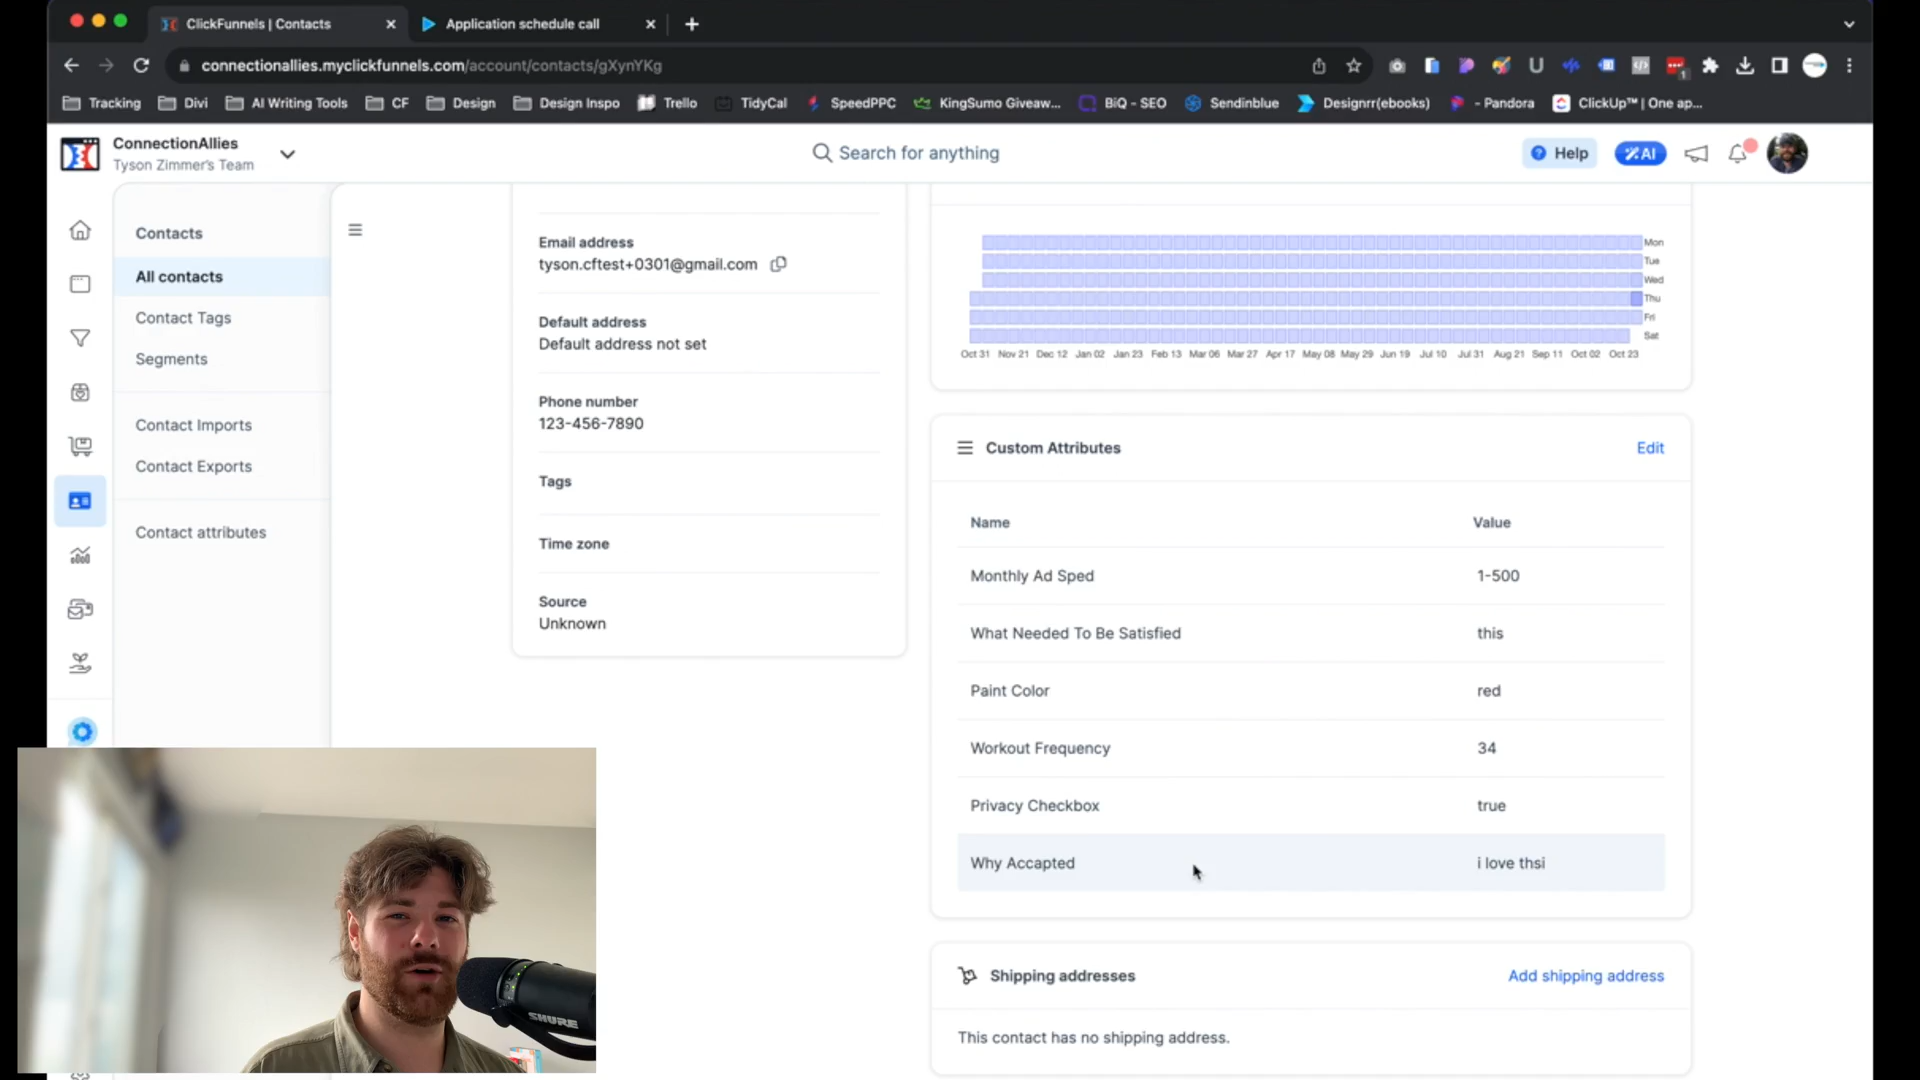 ClickFunnels | Contacts
Application schedule call
connectionallies.myclickfunnels.com/account/contacts/gXynYKg
1
Tracking
Divi
AI Writing Tools
CF
Design
Design Inspo
Trello
TidyCal
SpeedPPC
KingSumo Giveaw...
BiQ - SEO
Sendinblue
Designrr(ebooks)
- Pandora
ClickUp™ | One ap...
ConnectionAllies
Tyson Zimmer's Team
Search for anything
Help
AI
Contacts
All contacts
Contact Tags
Segments
Contact Imports
Contact Exports
Contact attributes
Email address
tyson.cftest+0301@gmail.com
Default address
Default address not set
Phone number
123-456-7890
Tags
Time zone
Source
Unknown
Mon
Tue
Wed
Thu
Fri
Sat
Oct 31 Nov 21 Dec 12 Jan 02 Jan 23 Feb 13 Mar 06 Mar 27 Apr 17 May 08 May 29 Jun 19 Jul 10 Jul 31 Aug 21 Sep 11 Oct 02 Oct 23
Custom Attributes
Edit
Name Value
Monthly Ad Sped 1-500
What Needed To Be Satisfied this
Paint Color red
Workout Frequency 34
Privacy Checkbox true
Why Accapted i love thsi
Shipping addresses
Add shipping address
This contact has no shipping address.
SHURE